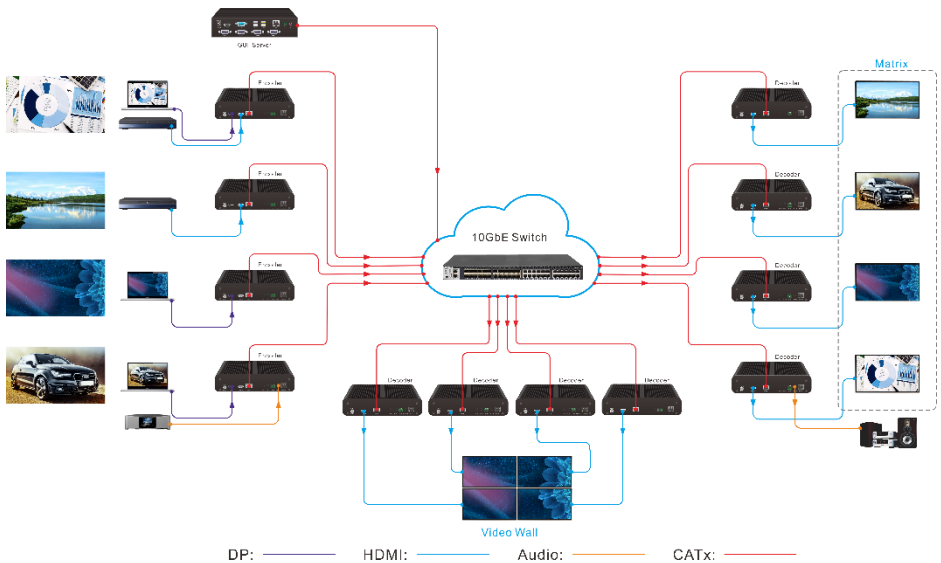 GUI Server
Encoder
Decoder
Matrix
Encoder
Decoder
10GbE Switch
Encoder
Decoder
Encoder
Decoder
Decoder
Decoder
Decoder
Decoder
Video Wall
DP:
HDMI:
Audio:
CATx: